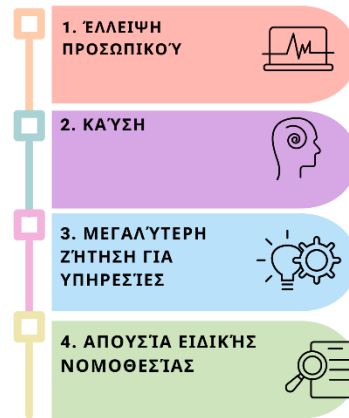 1. ΈΛΛΕΙΨΗ
ΠΡΟΣΩΠΙΚΟΎ
2. ΚΑΎΣΗ
3. ΜΕΓΑΛΎΤΕΡΗ
ΖΉΤΗΣΗ ΓΙΑ
ΥΠΗΡΕΣΊΕΣ
4. ΑΠΟΥΣΊΑ ΕΙΔΙΚΉΣ
ΝΟΜΟΘΕΣΊΑΣ